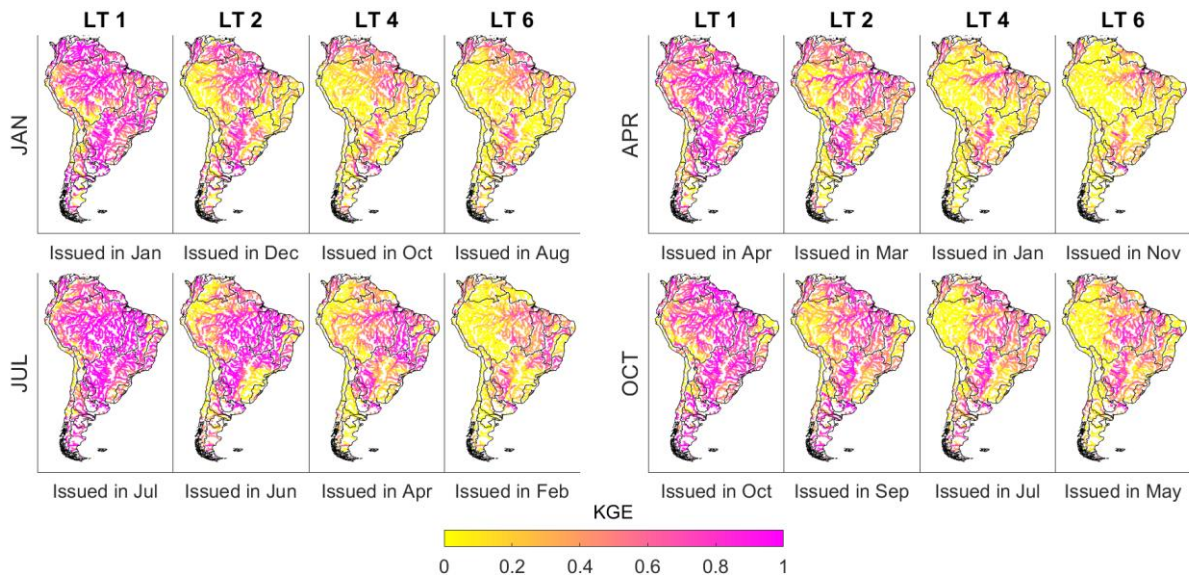 LT 1 LT 2 LT 4 LT 6 LT 1 LT 2 LT 4 LT 6
JAN APR
Issued in Jan Issued in Dec Issued in Oct Issued in Aug Issued in Apr Issued in Mar Issued in Jan Issued in Nov
JUL OCT
Issued in Jul Issued in Jun Issued in Apr Issued in Feb Issued in Oct Issued in Sep Issued in Jul Issued in May
KGE
0 0.2 0.4 0.6 0.8 1